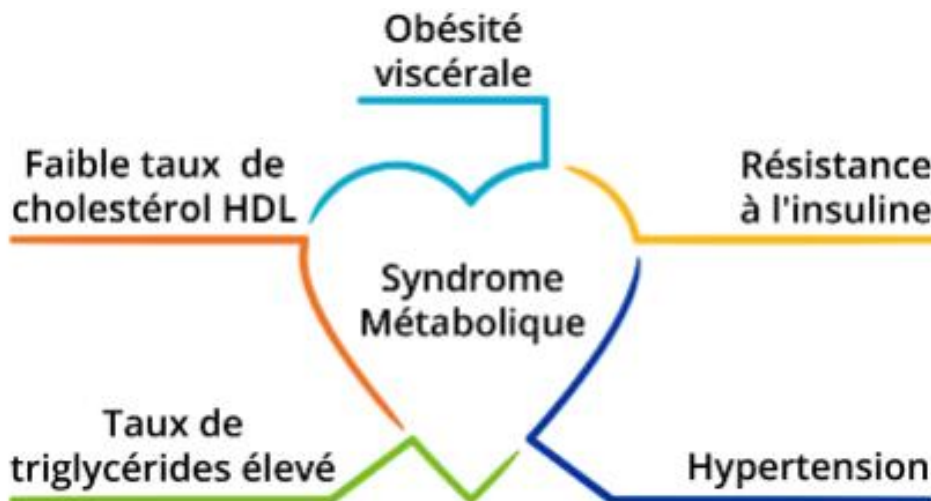 Obésité
viscérale
Faible taux de
cholestérol HDL
Résistance
à l'insuline
Syndrome
Métabolique
Taux de
triglycérides élevé
Hypertension